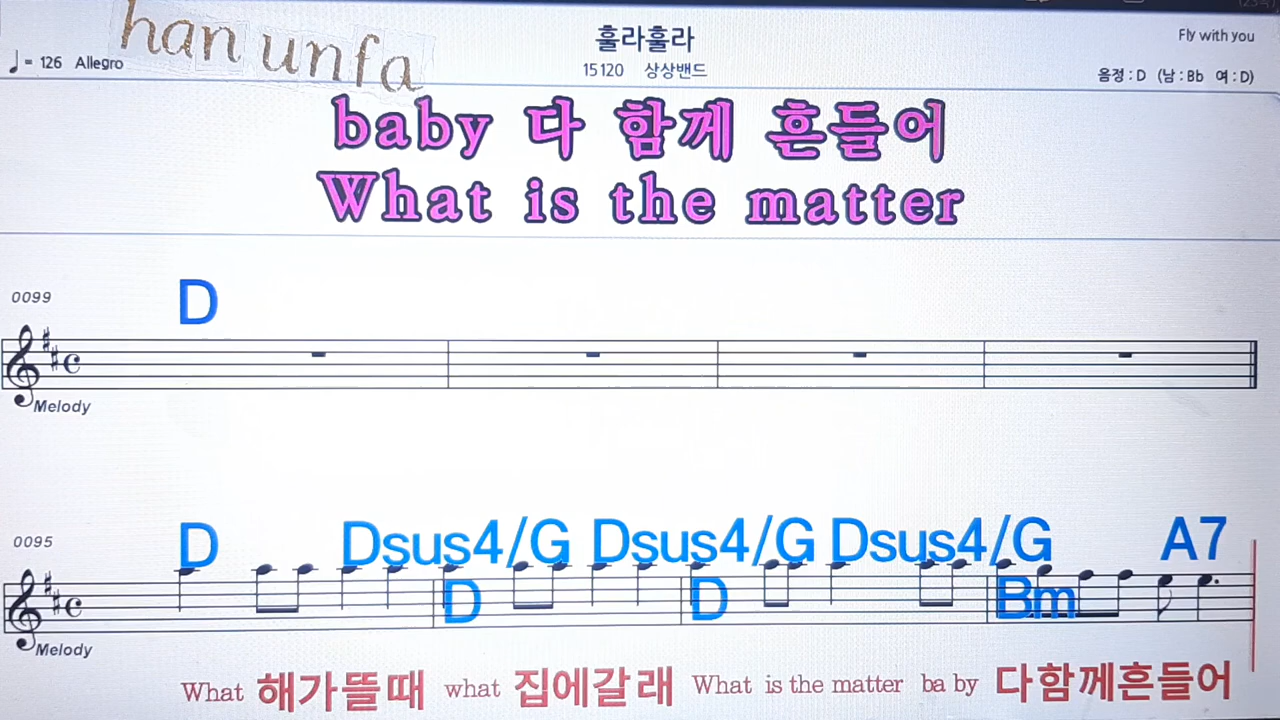 han unfa
훌라훌라
Fly with you
♩= 126 Allegro
15120 상상밴드
음정 : D (남 : Bb 여 : D)
baby 다 함께 흔들어
What is the matter
0099
D
Melody
0095
D Dsus4/G Dsus4/G Dsus4/G A7
D D Bm
Melody
What 해가뜰때 what 집에갈래 What is the matter ba by 다함께흔들어